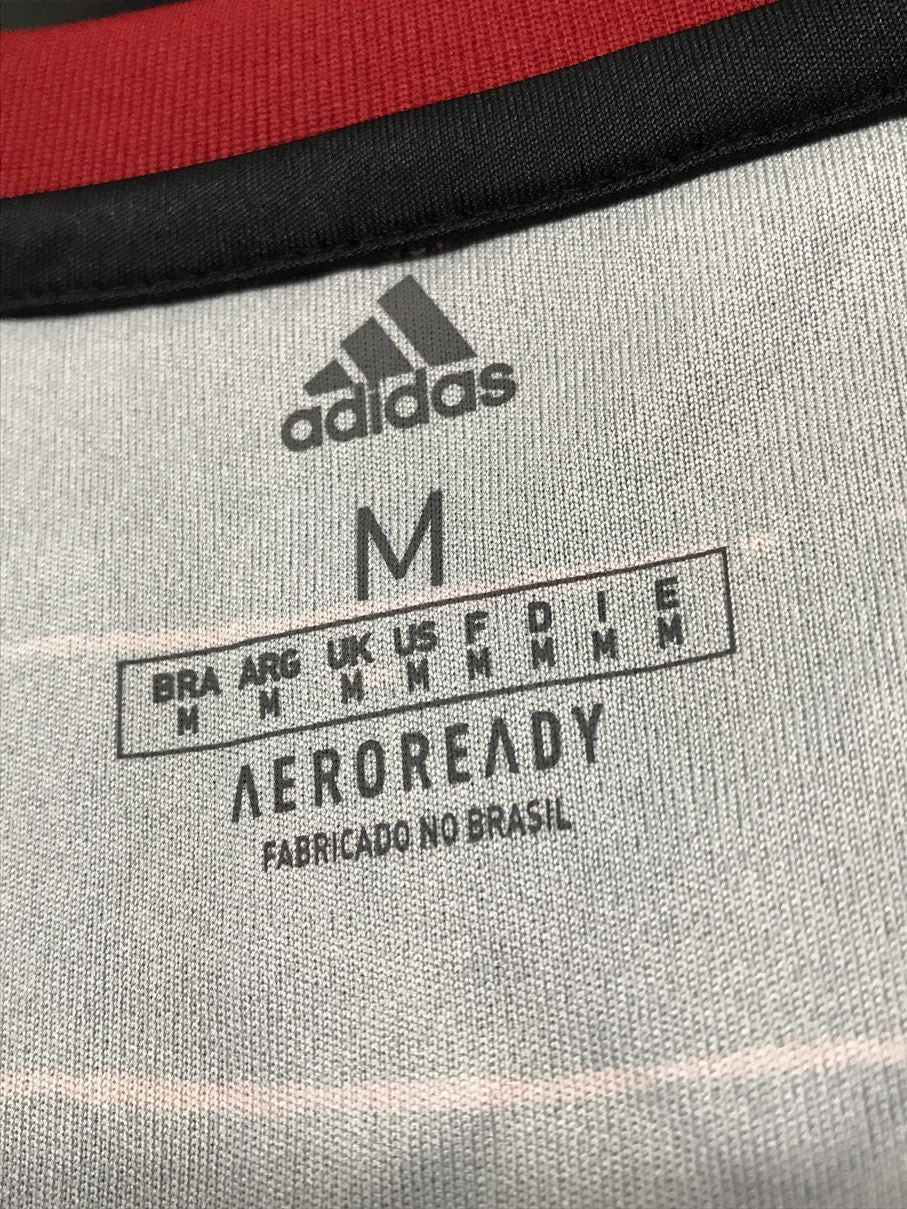 adidas
M
BRA ARG UK US F D I E
M M M M M M M M
AEROREADY
FABRICADO NO BRASIL